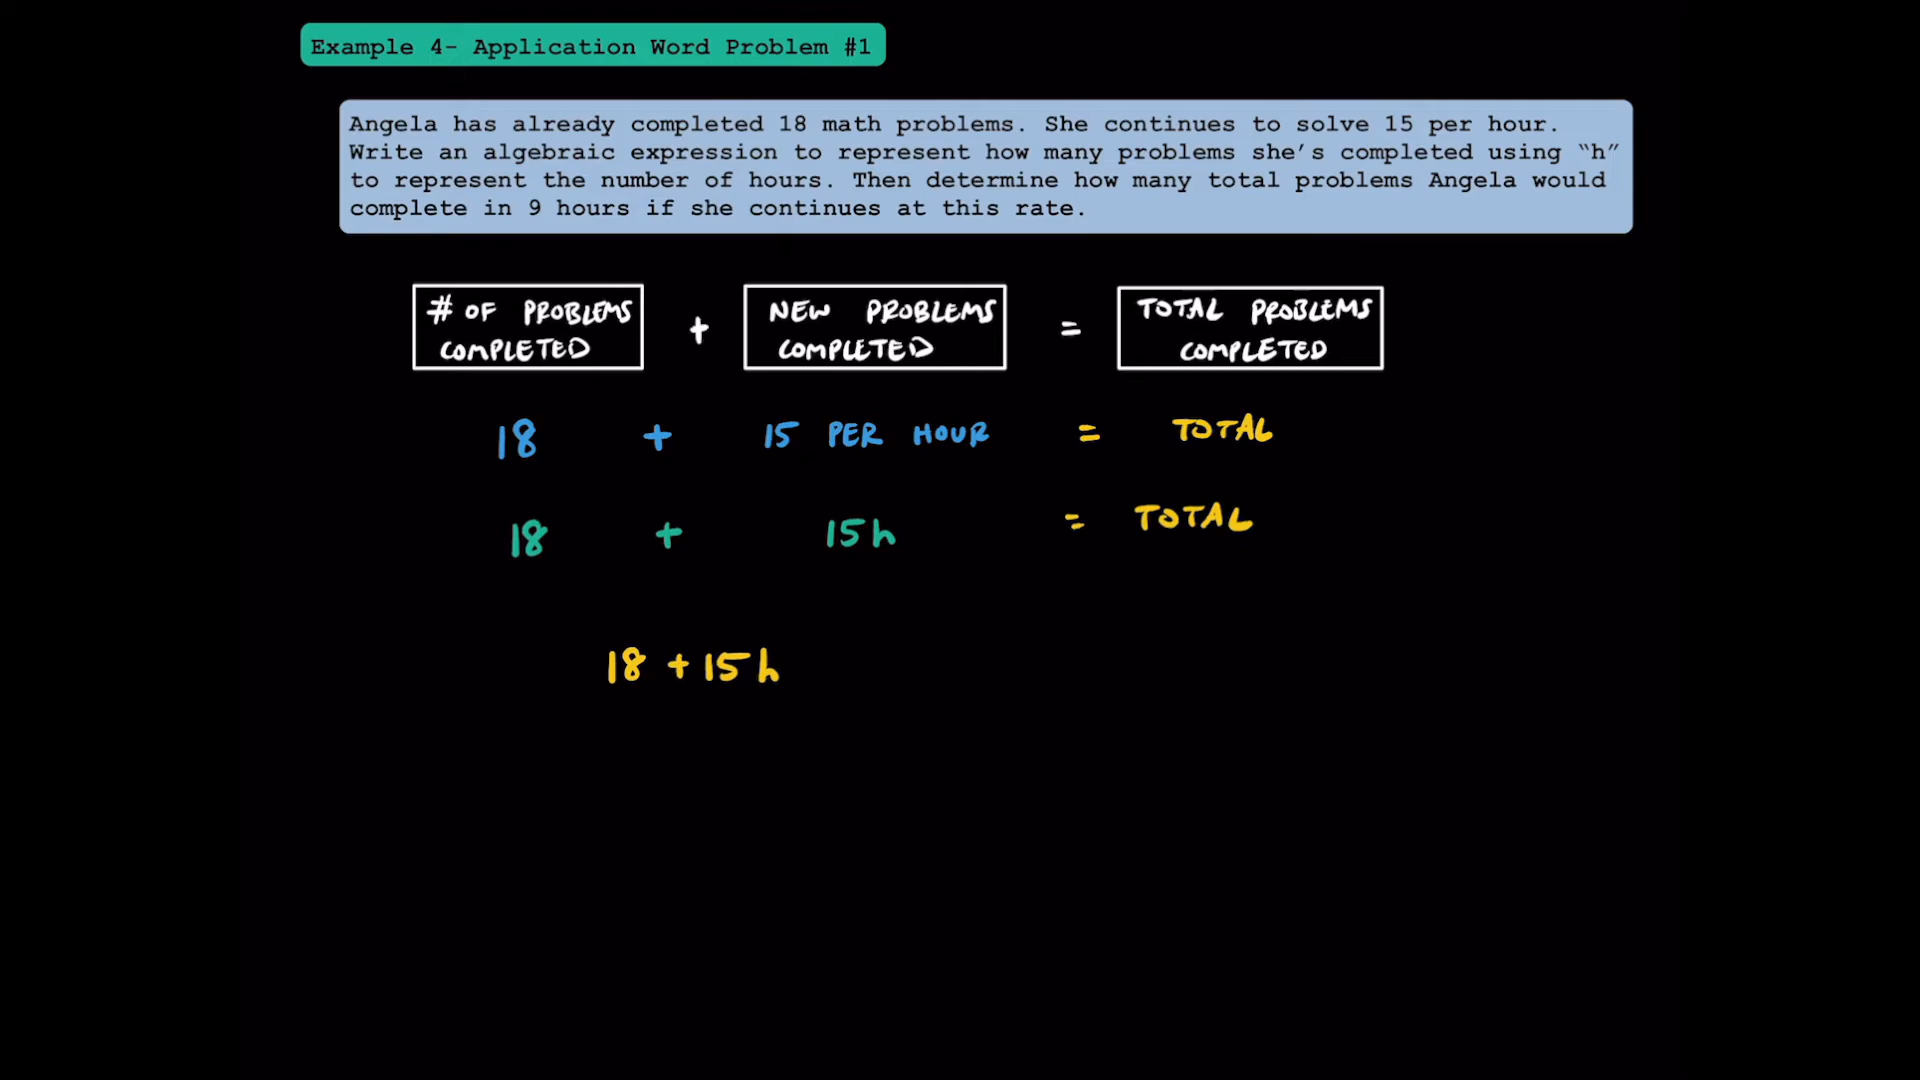 Example 4- Application Word Problem #1
Angela has already completed 18 math problems. She continues to solve 15 per hour.
Write an algebraic expression to represent how many problems she's completed using “h”
to represent the number of hours. Then determine how many total problems Angela would
complete in 9 hours if she continues at this rate.
# OF PROBLEMS COMPLETED + NEW PROBLEMS COMPLETED = TOTAL PROBLEMS COMPLETED
18 + 15 PER HOUR = TOTAL
18 + 15h = TOTAL
18 + 15h